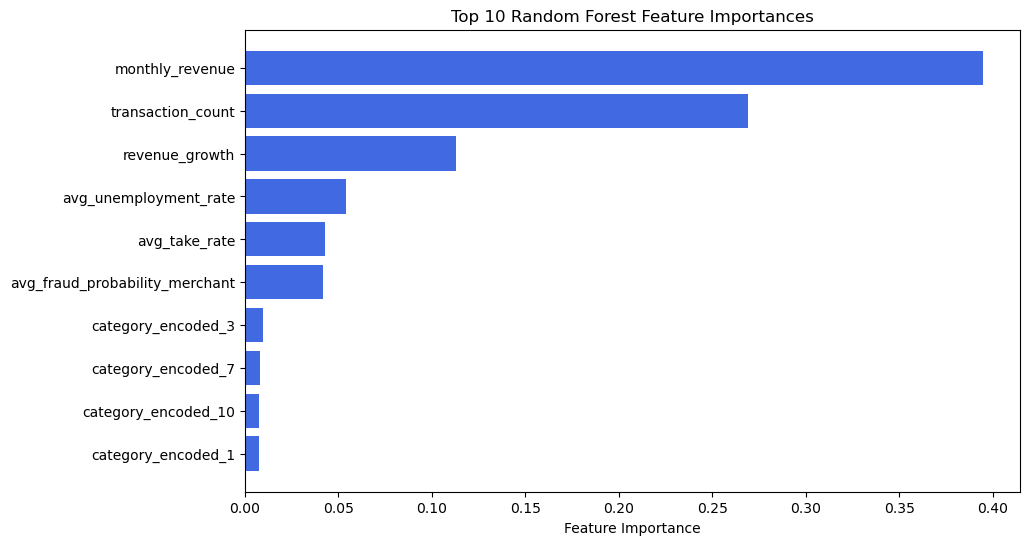 Top 10 Random Forest Feature Importances
monthly_revenue
transaction_count
revenue_growth
avg_unemployment_rate
avg_take_rate
avg_fraud_probability_merchant
category_encoded_3
category_encoded_7
category_encoded_10
category_encoded_1
0.00 0.05 0.10 0.15 0.20 0.25 0.30 0.35 0.40
Feature Importance